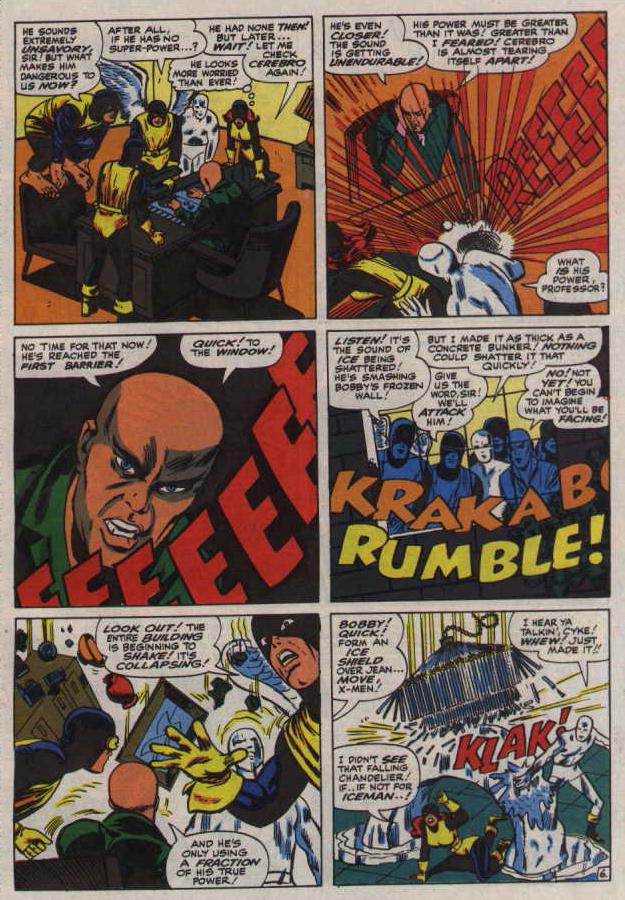 HE SOUNDS
EXTREMELY
UNSAVORY,
SIR! BUT WHAT
MAKES HIM
DANGEROUS TO
US NOW?
AFTER ALL,
IF HE HAS NO
SUPER-POWER...?
HE HAD NONE THEN!
BUT LATER...
WAIT! LET ME
CHECK
CEREBRO
AGAIN!
HE LOOKS
MORE WORRIED
THAN EVER!
HE'S EVEN
CLOSER!
THE SOUND
IS GETTING
UNENDURABLE!
HIS POWER MUST BE GREATER
THAN IT WAS! GREATER THAN
I FEARED! CEREBRO
IS ALMOST TEARING
ITSELF APART!
REEEEE
WHAT
IS HIS
POWER,
PROFESSOR?
NO TIME FOR THAT NOW!
HE'S REACHED THE
FIRST BARRIER!
QUICK! TO
THE WINDOW!
EEEEEEE
LISTEN! IT'S
THE SOUND OF
ICE BEING
SHATTERED!
HE'S SMASHING
BOBBY'S FROZEN
WALL!
BUT I MADE IT AS THICK AS A
CONCRETE BUNKER! NOTHING
COULD SHATTER IT THAT
QUICKLY!
GIVE
US THE
WORD, SIR!
WE'LL
ATTACK
HIM!
NO! NOT
YET! YOU
CAN'T BEGIN
TO IMAGINE
WHAT YOU'LL BE
FACING!
KRAKABO
RUMBLE!
LOOK OUT! THE
ENTIRE BUILDING
IS BEGINNING TO
SHAKE! IT'S
COLLAPSING!
AND HE'S
ONLY USING
A FRACTION
OF HIS TRUE
POWER!
BOBBY!
QUICK!
FORM AN
ICE
SHIELD
OVER JEAN...
MOVE,
X-MEN!
I HEAR YA
TALKIN', CYKE!
WHEW! JUST
MADE IT!!
KLAK!
I DIDN'T SEE
THAT FALLING
CHANDELIER!
IF..IF NOT FOR
ICEMAN--!
6.